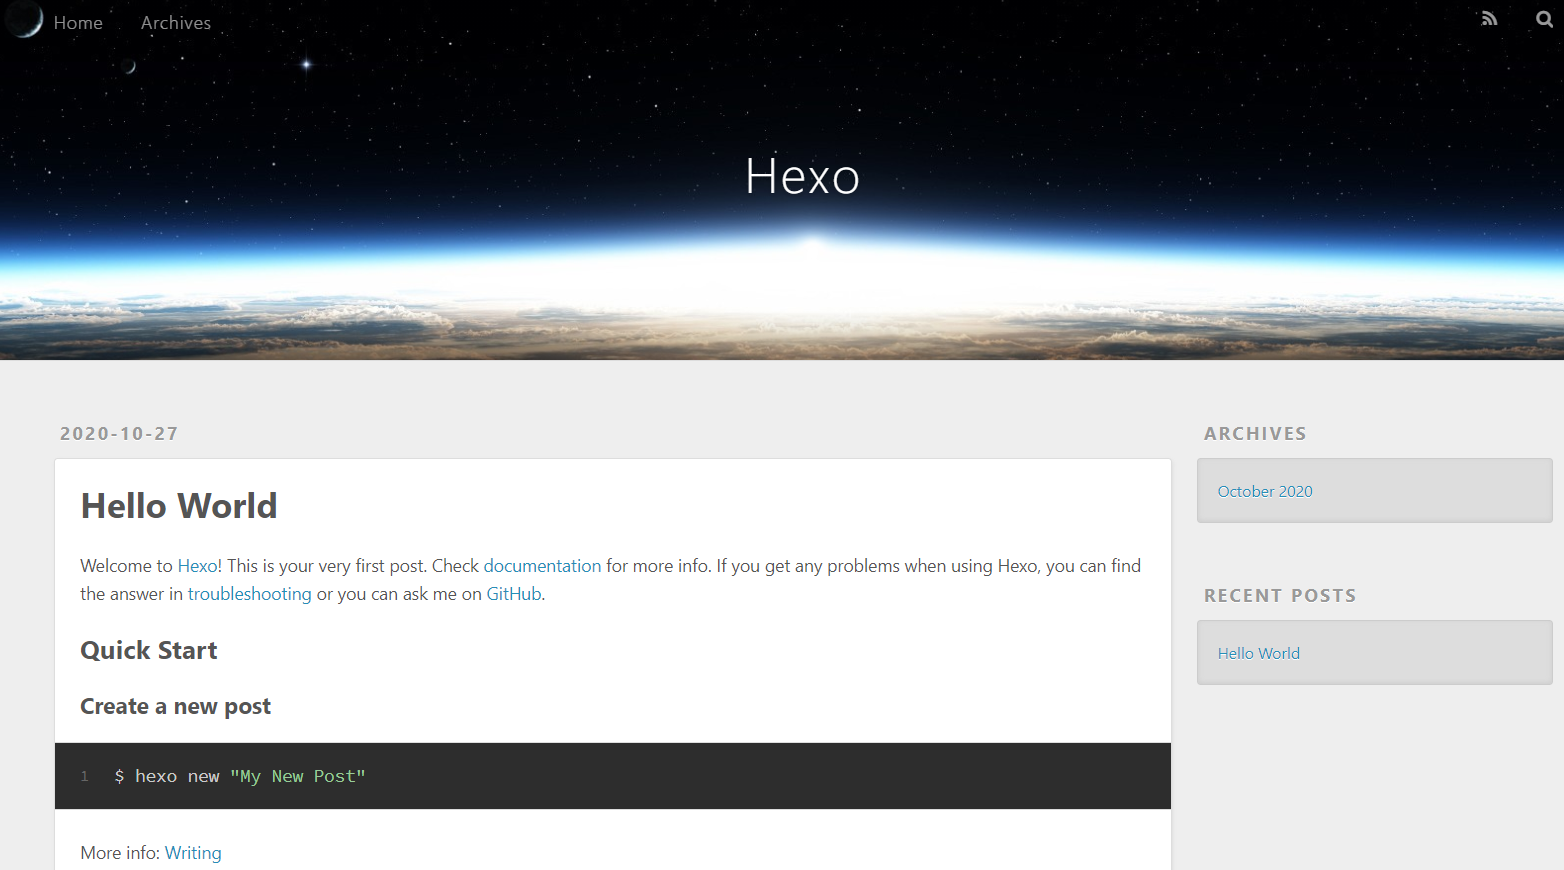 Home Archives
Hexo
2020-10-27
Hello World
Welcome to Hexo! This is your very first post. Check documentation for more info. If you get any problems when using Hexo, you can find
the answer in troubleshooting or you can ask me on GitHub.
Quick Start
Create a new post
1 $ hexo new "My New Post"
More info: Writing
ARCHIVES
October 2020
RECENT POSTS
Hello World